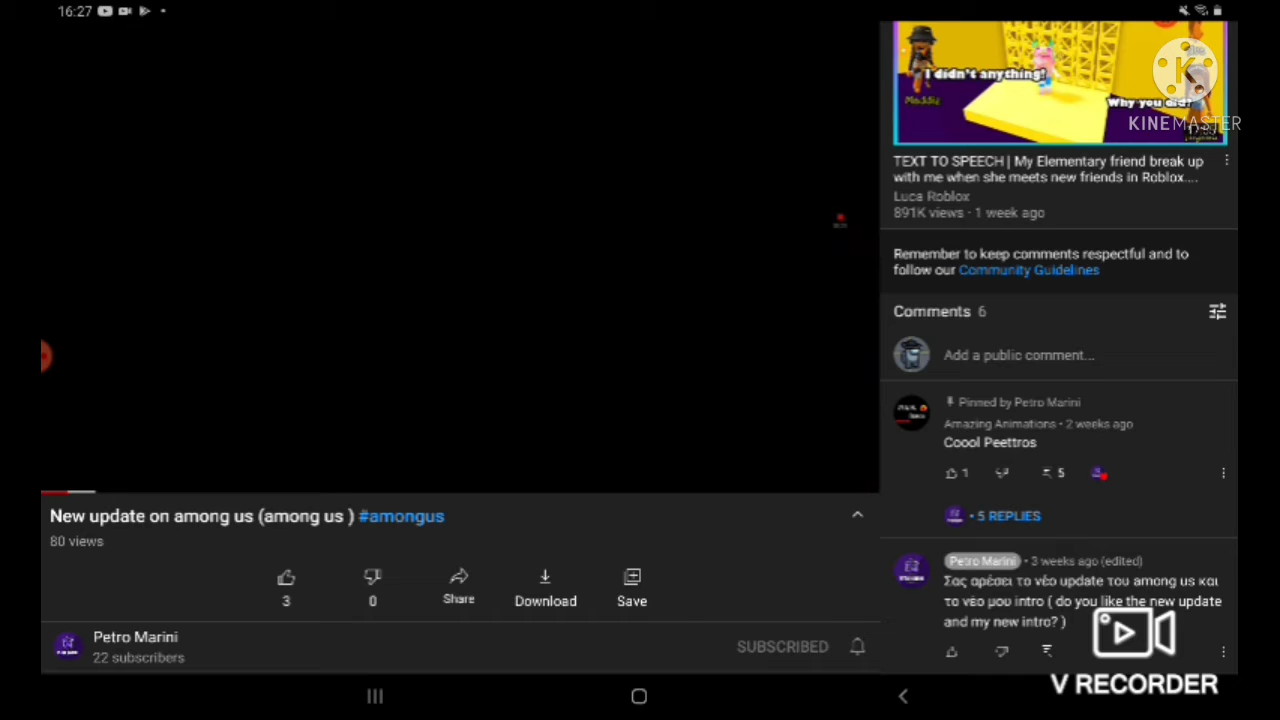 16:27
New update on among us (among us ) #amongus
80 views
3
0
Share
Download
Save
Petro Marini
22 subscribers
SUBSCRIBED
I didn't anything!
Why you did?
Maddie
KINEMASTER
TEXT TO SPEECH | My Elementary friend break up
with me when she meets new friends in Roblox....
Luca Roblox
891K views · 1 week ago
Remember to keep comments respectful and to
follow our Community Guidelines
Comments 6
Add a public comment...
Pinned by Petro Marini
Amazing Animations · 2 weeks ago
Coool Peettros
1
5
· 5 REPLIES
Petro Marini · 3 weeks ago (edited)
Σας αρέσει το νέο update του among us και
το νέο μου intro ( do you like the new update
and my new intro? )
V RECORDER